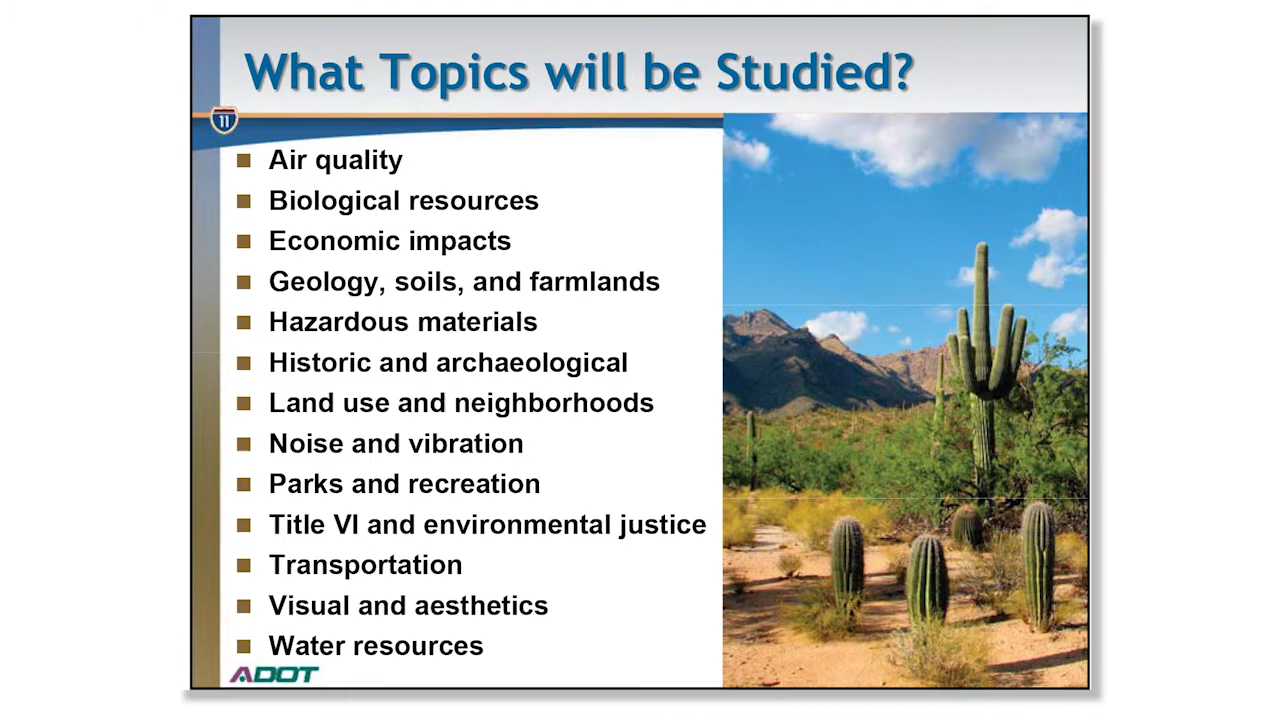 What Topics will be Studied?
11
Air quality
Biological resources
Economic impacts
Geology, soils, and farmlands
Hazardous materials
Historic and archaeological
Land use and neighborhoods
Noise and vibration
Parks and recreation
Title VI and environmental justice
Transportation
Visual and aesthetics
Water resources
ADOT